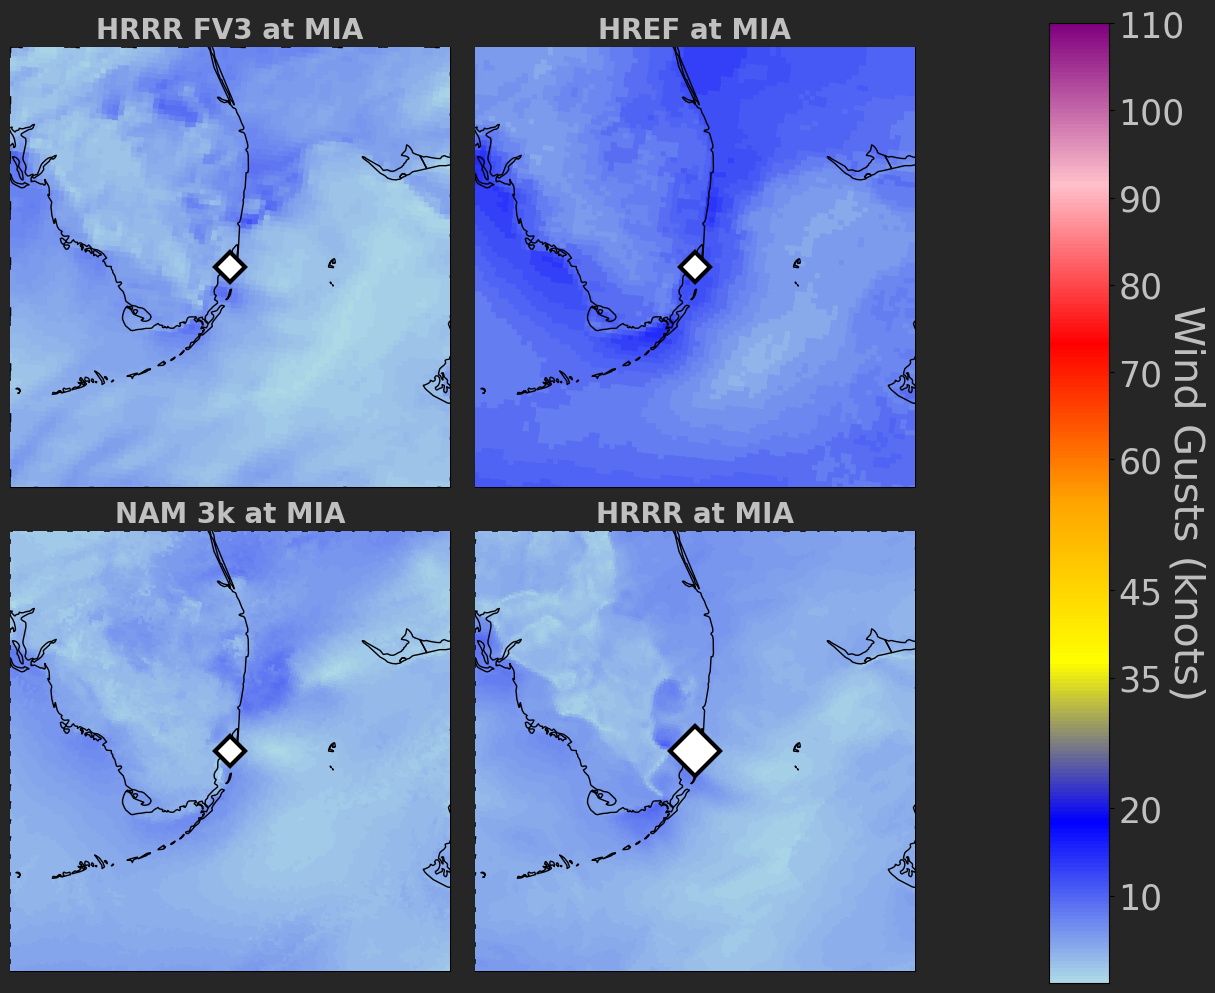 HRRR FV3 at MIA
HREF at MIA
NAM 3k at MIA
HRRR at MIA
110
100
90
80
70
60
45
35
20
10
Wind Gusts (knots)